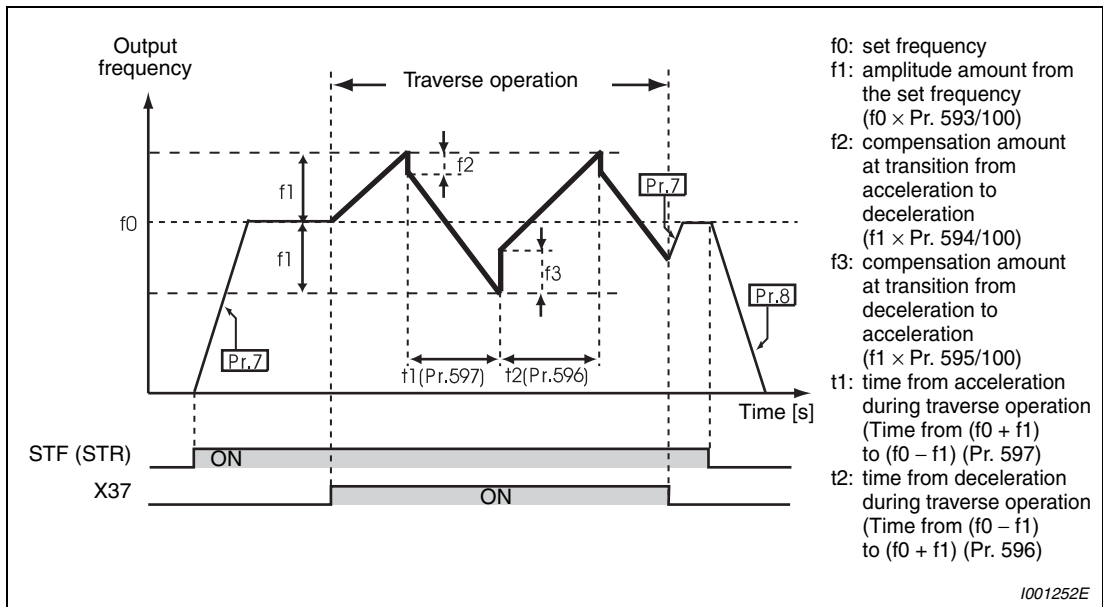 Output
frequency
Traverse operation
f1
f2
f0
f1
f3
Pr.7
Pr.7
Pr.8
t1(Pr.597)
t2(Pr.596)
Time [s]
STF (STR)
ON
X37
ON
f0: set frequency
f1: amplitude amount from
the set frequency
(f0 × Pr. 593/100)
f2: compensation amount
at transition from
acceleration to
deceleration
(f1 × Pr. 594/100)
f3: compensation amount
at transition from
deceleration to
acceleration
(f1 × Pr. 595/100)
t1: time from acceleration
during traverse operation
(Time from (f0 + f1)
to (f0 – f1) (Pr. 597)
t2: time from deceleration
during traverse operation
(Time from (f0 – f1)
to (f0 + f1) (Pr. 596)
I001252E